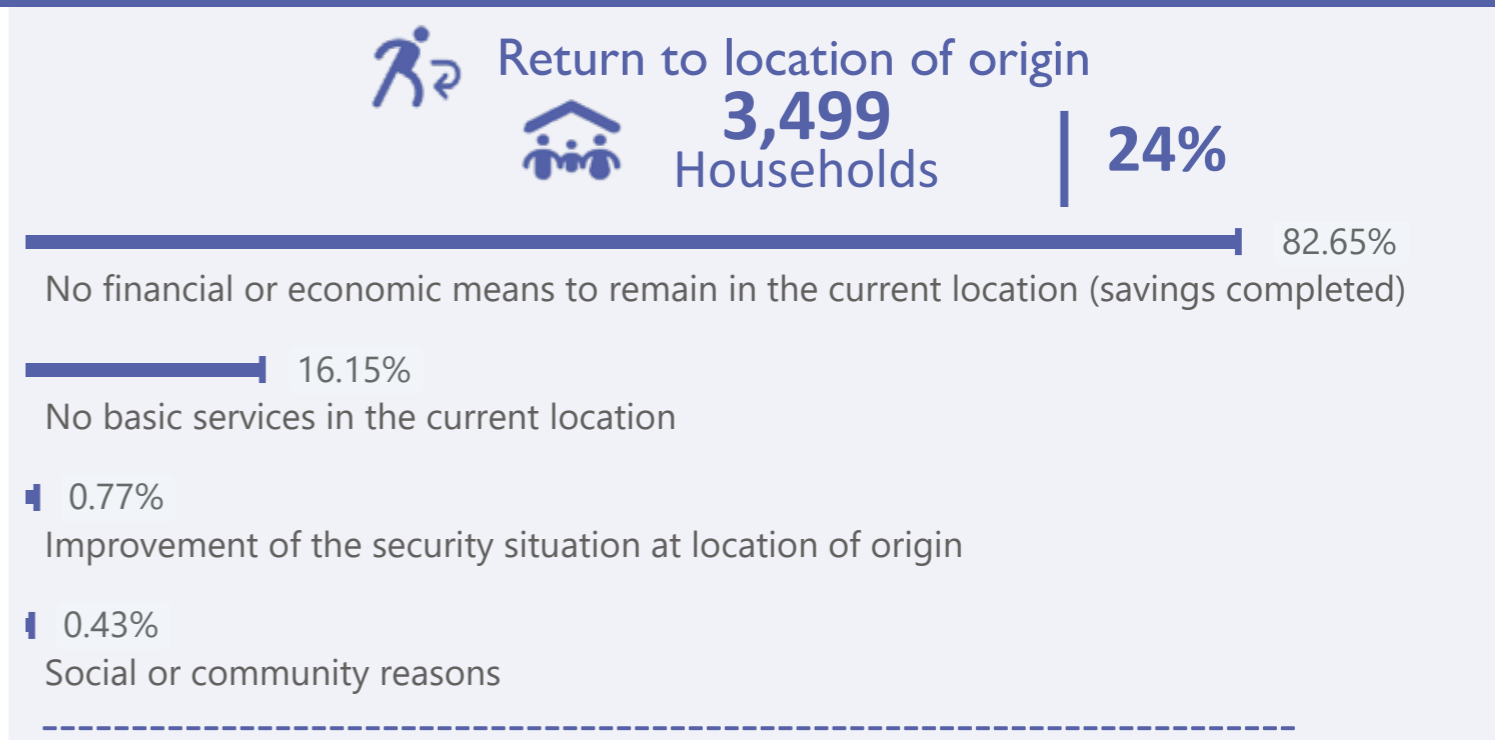 Return to location of origin
3,499
Households
24%
82.65%
No financial or economic means to remain in the current location (savings completed)
16.15%
No basic services in the current location
0.77%
Improvement of the security situation at location of origin
0.43%
Social or community reasons